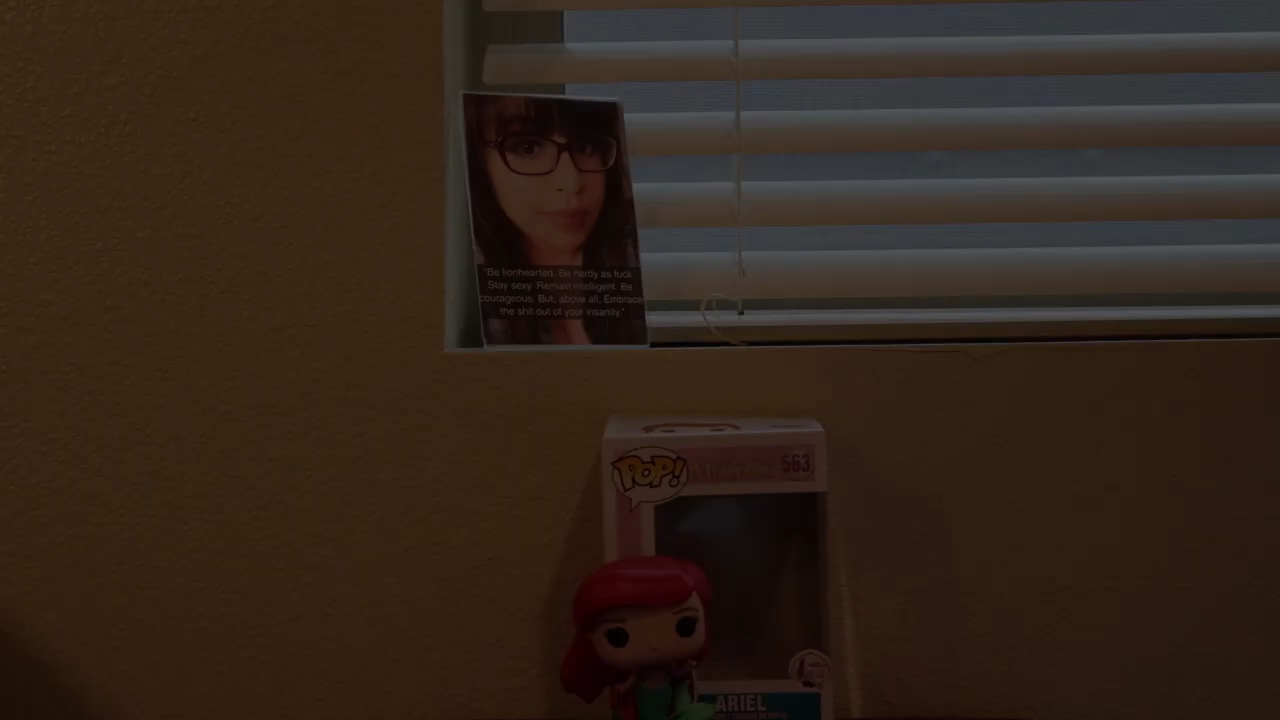 "Be lionhearted. Be nerdy as fuck.
Stay sexy. Remain intelligent. Be
courageous. But, above all, Embrace
the shit out of your insanity."
POP!
563
ARIEL